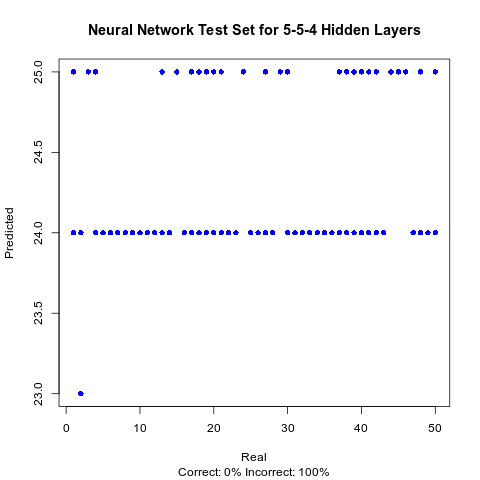 Neural Network Test Set for 5-5-4 Hidden Layers
25.0
24.5
24.0
23.5
23.0
Predicted
0 10 20 30 40 50
Real
Correct: 0% Incorrect: 100%